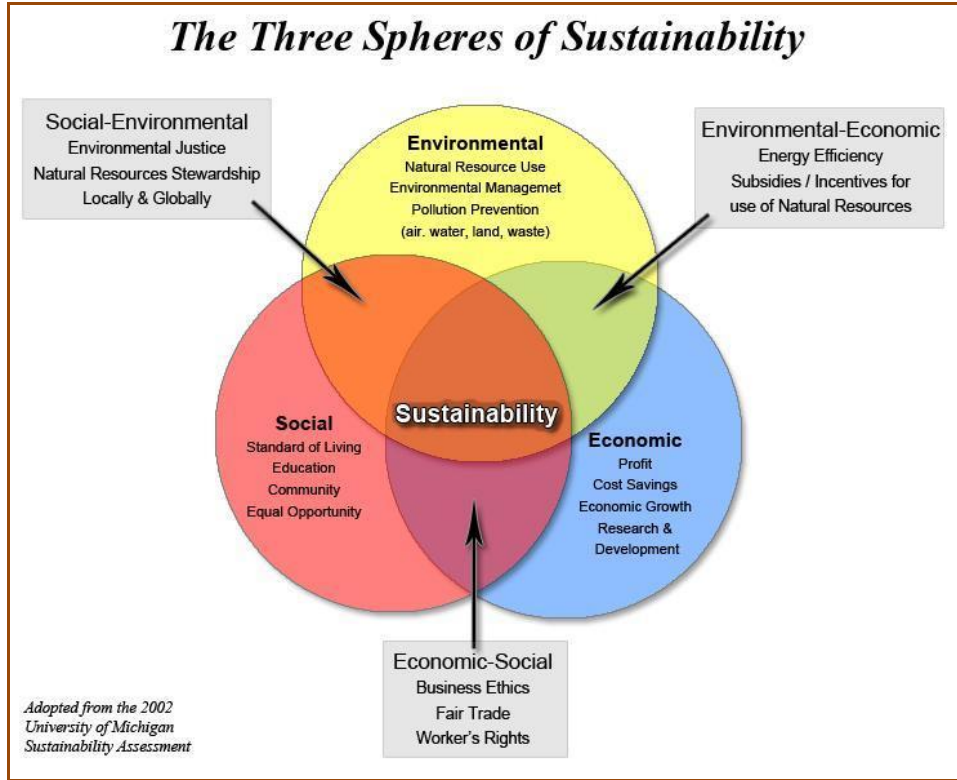 The Three Spheres of Sustainability
Social-Environmental
Environmental Justice
Natural Resources Stewardship
Locally & Globally
Environmental
Natural Resource Use
Environmental Managemet
Pollution Prevention
(air. water, land, waste)
Environmental-Economic
Energy Efficiency
Subsidies / Incentives for
use of Natural Resources
Sustainability
Social
Standard of Living
Education
Community
Equal Opportunity
Economic
Profit
Cost Savings
Economic Growth
Research &
Development
Economic-Social
Business Ethics
Fair Trade
Worker's Rights
Adopted from the 2002
University of Michigan
Sustainability Assessment